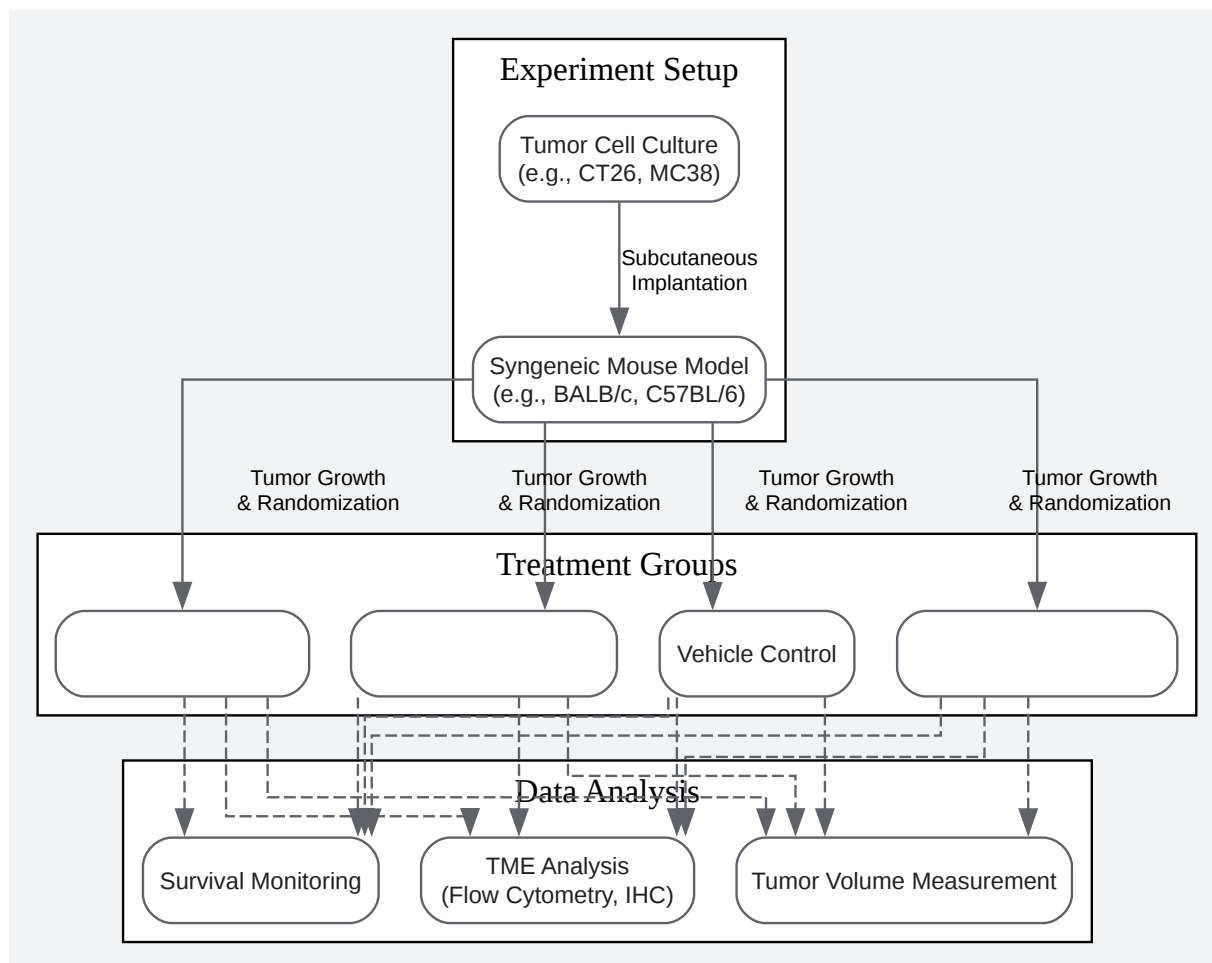 Experiment Setup
Tumor Cell Culture
(e.g., CT26, MC38)
Subcutaneous
Implantation
Syngeneic Mouse Model
(e.g., BALB/c, C57BL/6)
Tumor Growth
& Randomization
Tumor Growth
& Randomization
Tumor Growth
& Randomization
Tumor Growth
& Randomization
Treatment Groups
Vehicle Control
Data Analysis
Survival Monitoring
TME Analysis
(Flow Cytometry, IHC)
Tumor Volume Measurement